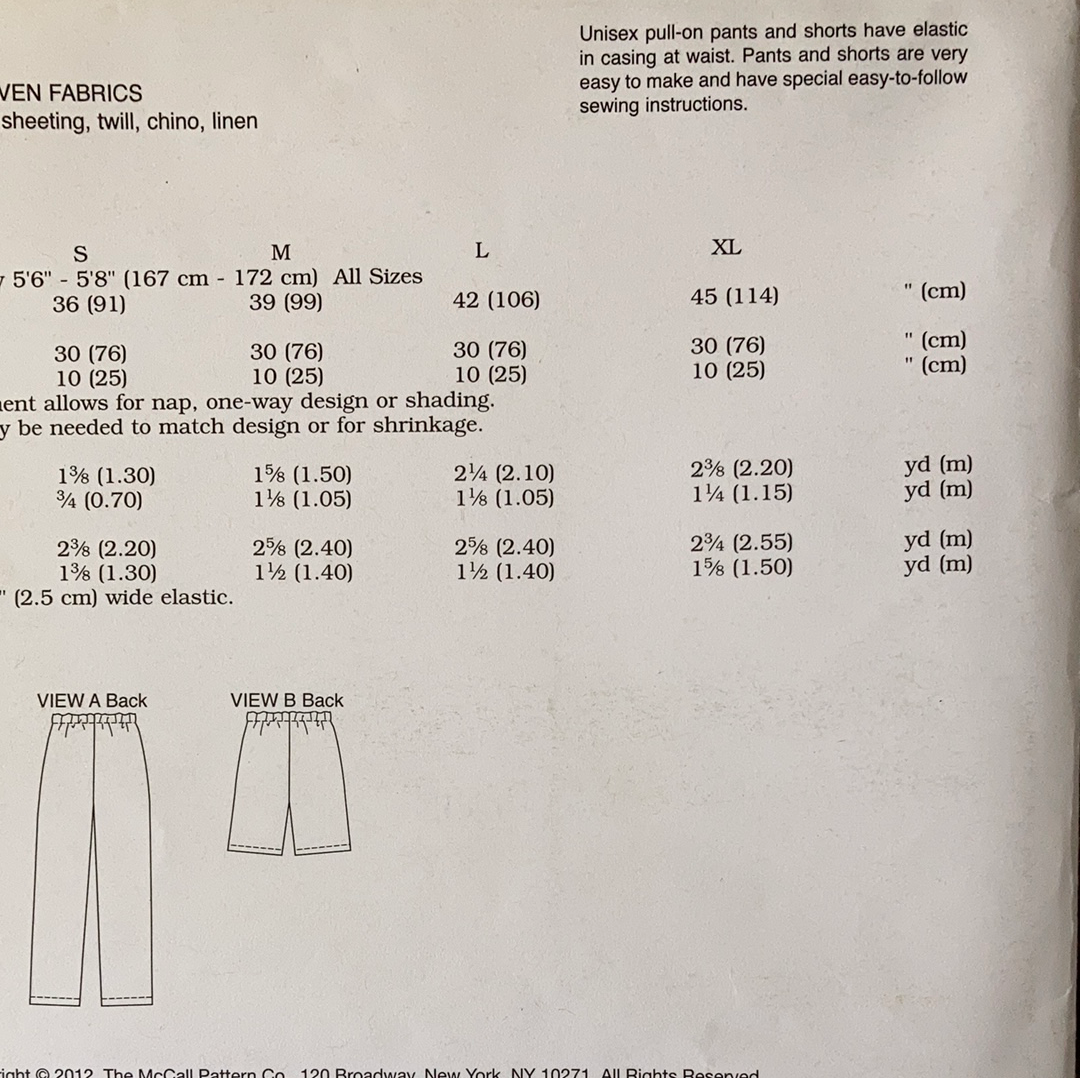 Unisex pull-on pants and shorts have elastic
in casing at waist. Pants and shorts are very
easy to make and have special easy-to-follow
sewing instructions.
VEN FABRICS
sheeting, twill, chino, linen
S M L XL
5'6" - 5'8" (167 cm - 172 cm) All Sizes
36 (91) 39 (99) 42 (106) 45 (114) " (cm)
30 (76) 30 (76) 30 (76) 30 (76) " (cm)
10 (25) 10 (25) 10 (25) 10 (25) " (cm)
ent allows for nap, one-way design or shading.
y be needed to match design or for shrinkage.
1⅜ (1.30) 1⅝ (1.50) 2¼ (2.10) 2⅜ (2.20) yd (m)
¾ (0.70) 1⅛ (1.05) 1⅛ (1.05) 1¼ (1.15) yd (m)
2⅜ (2.20) 2⅝ (2.40) 2⅝ (2.40) 2¾ (2.55) yd (m)
1⅜ (1.30) 1½ (1.40) 1½ (1.40) 1⅝ (1.50) yd (m)
" (2.5 cm) wide elastic.
VIEW A Back VIEW B Back
right © 2012 The McCall Pattern Co., 120 Broadway, New York, NY 10271 All Rights Reserved